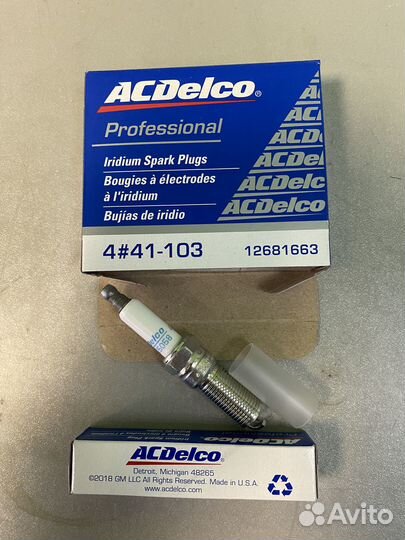 ACDelco®
Professional
Iridium Spark Plugs
Bougies à électrodes
à l'iridium
Bujías de iridio
4#41-103 12681663
ACDelco
ACDelco
ACDelco
ACDelco
ACDelco
ACDelco
Detroit, Michigan 48265
©2018 GM LLC All Rights Reserved. Made in U.S.A.
www.acdelco.com
Avito